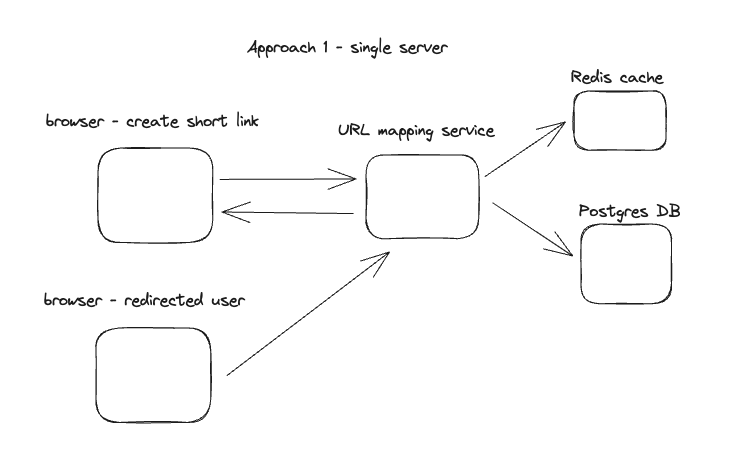 Approach 1 - single server
Redis cache
browser - create short link
URL mapping service
Postgres DB
browser - redirected user